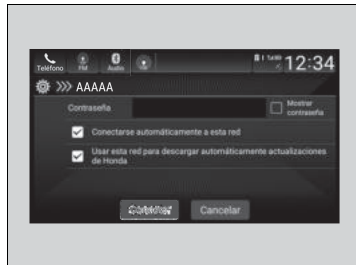 Teléfono FM Audio 12:34
AAAAA
Contraseña Mostrar
contraseña
Conectarse automáticamente a esta red
Usar esta red para descargar automáticamente actualizaciones
de Honda
Cancelar